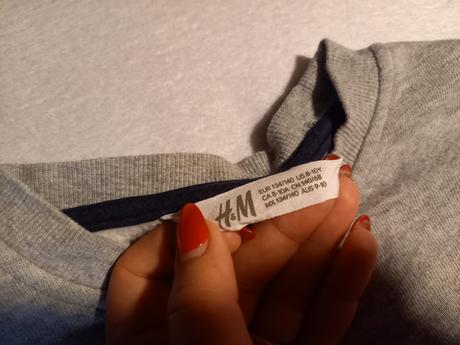 H&M
EUR 134/140 US 8-10Y
CA 8-10A CN 140/68
MX 134/140 AUS 9-10